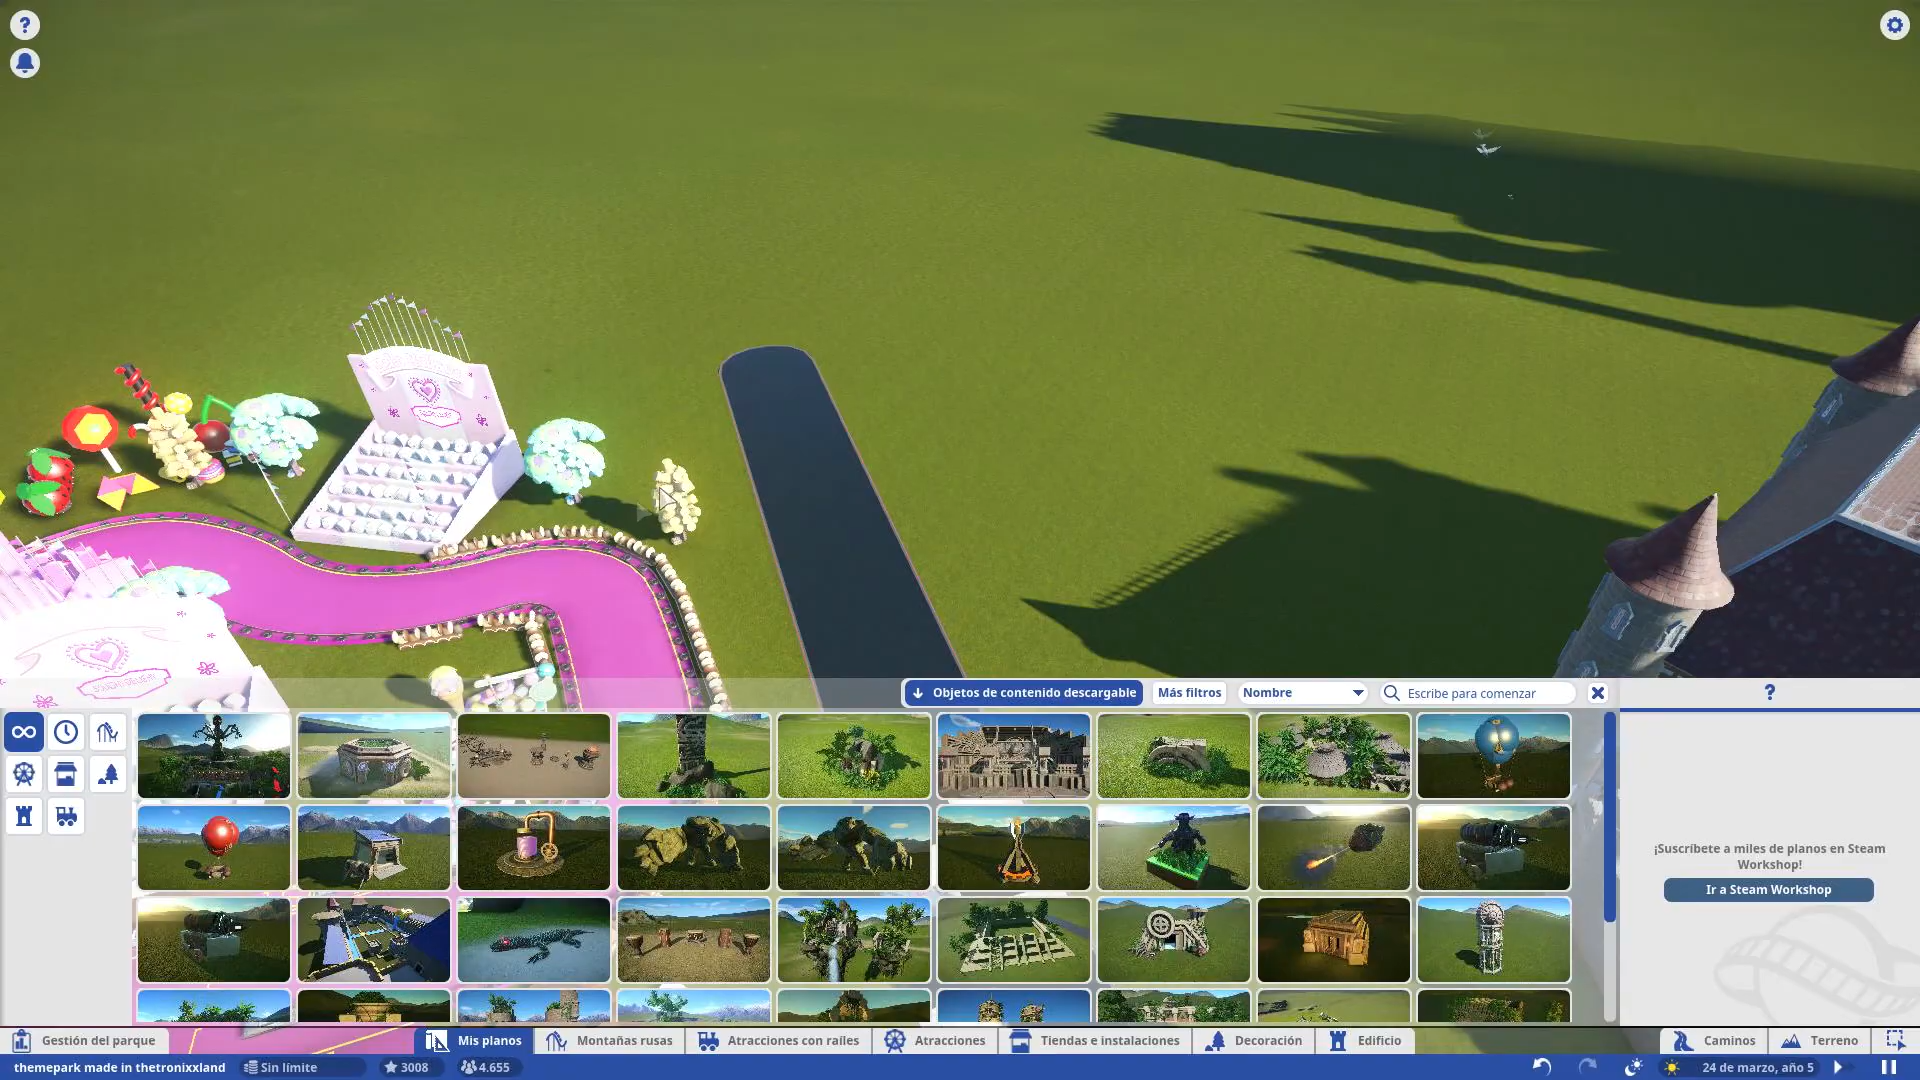 ?
?
Objetos de contenido descargable
Más filtros
Nombre
Escribe para comenzar
¡Suscríbete a miles de planos en Steam
Workshop!
Ir a Steam Workshop
Gestión del parque
Mis planos
Montañas rusas
Atracciones con raíles
Atracciones
Tiendas e instalaciones
Decoración
Edificio
Caminos
Terreno
themepark made in thetronixxland
Sin límite
3008
4.655
24 de marzo, año 5